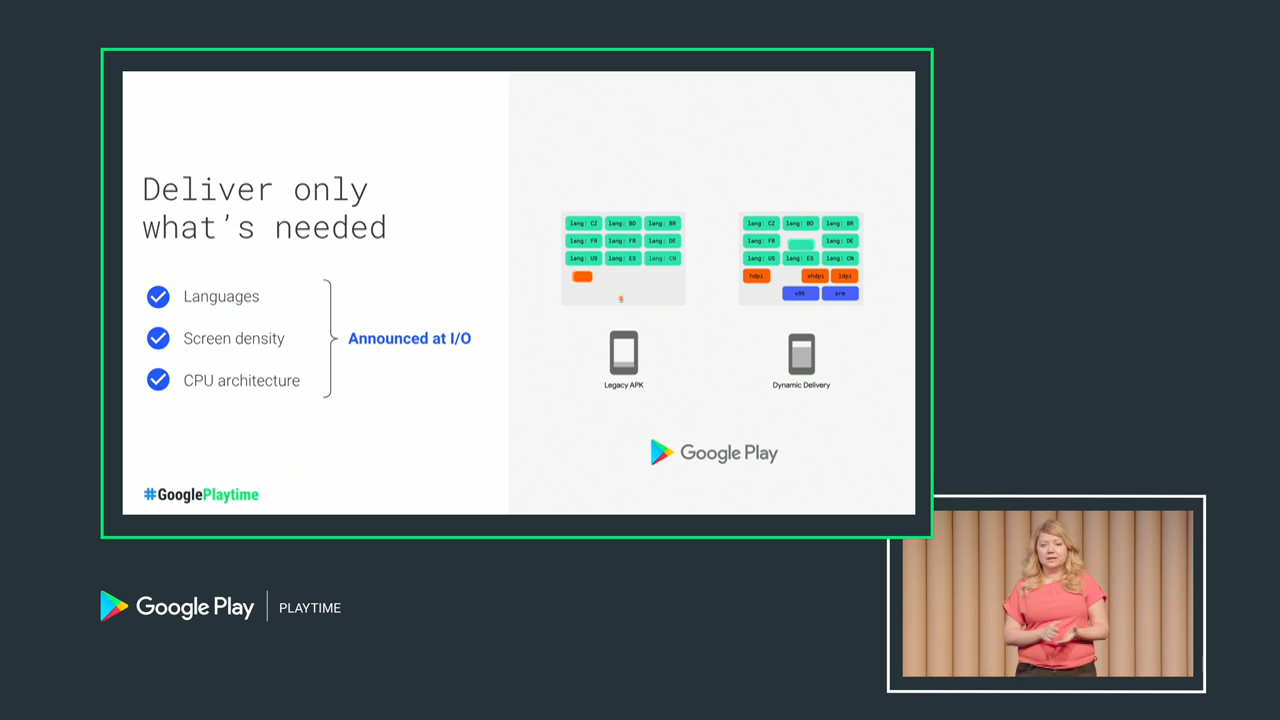 Deliver only
what's needed
Languages
Screen density
CPU architecture
Announced at I/O
#GooglePlaytime
lang: CZ lang: BD lang: BR
lang: FR lang: FR lang: DE
lang: US lang: ES lang: CN
Legacy APK
lang: CZ lang: BD lang: BR
lang: FR lang: DE
lang: US lang: ES lang: CN
hdpi xhdpi ldpi
x86 arm
Dynamic Delivery
Google Play
Google Play PLAYTIME